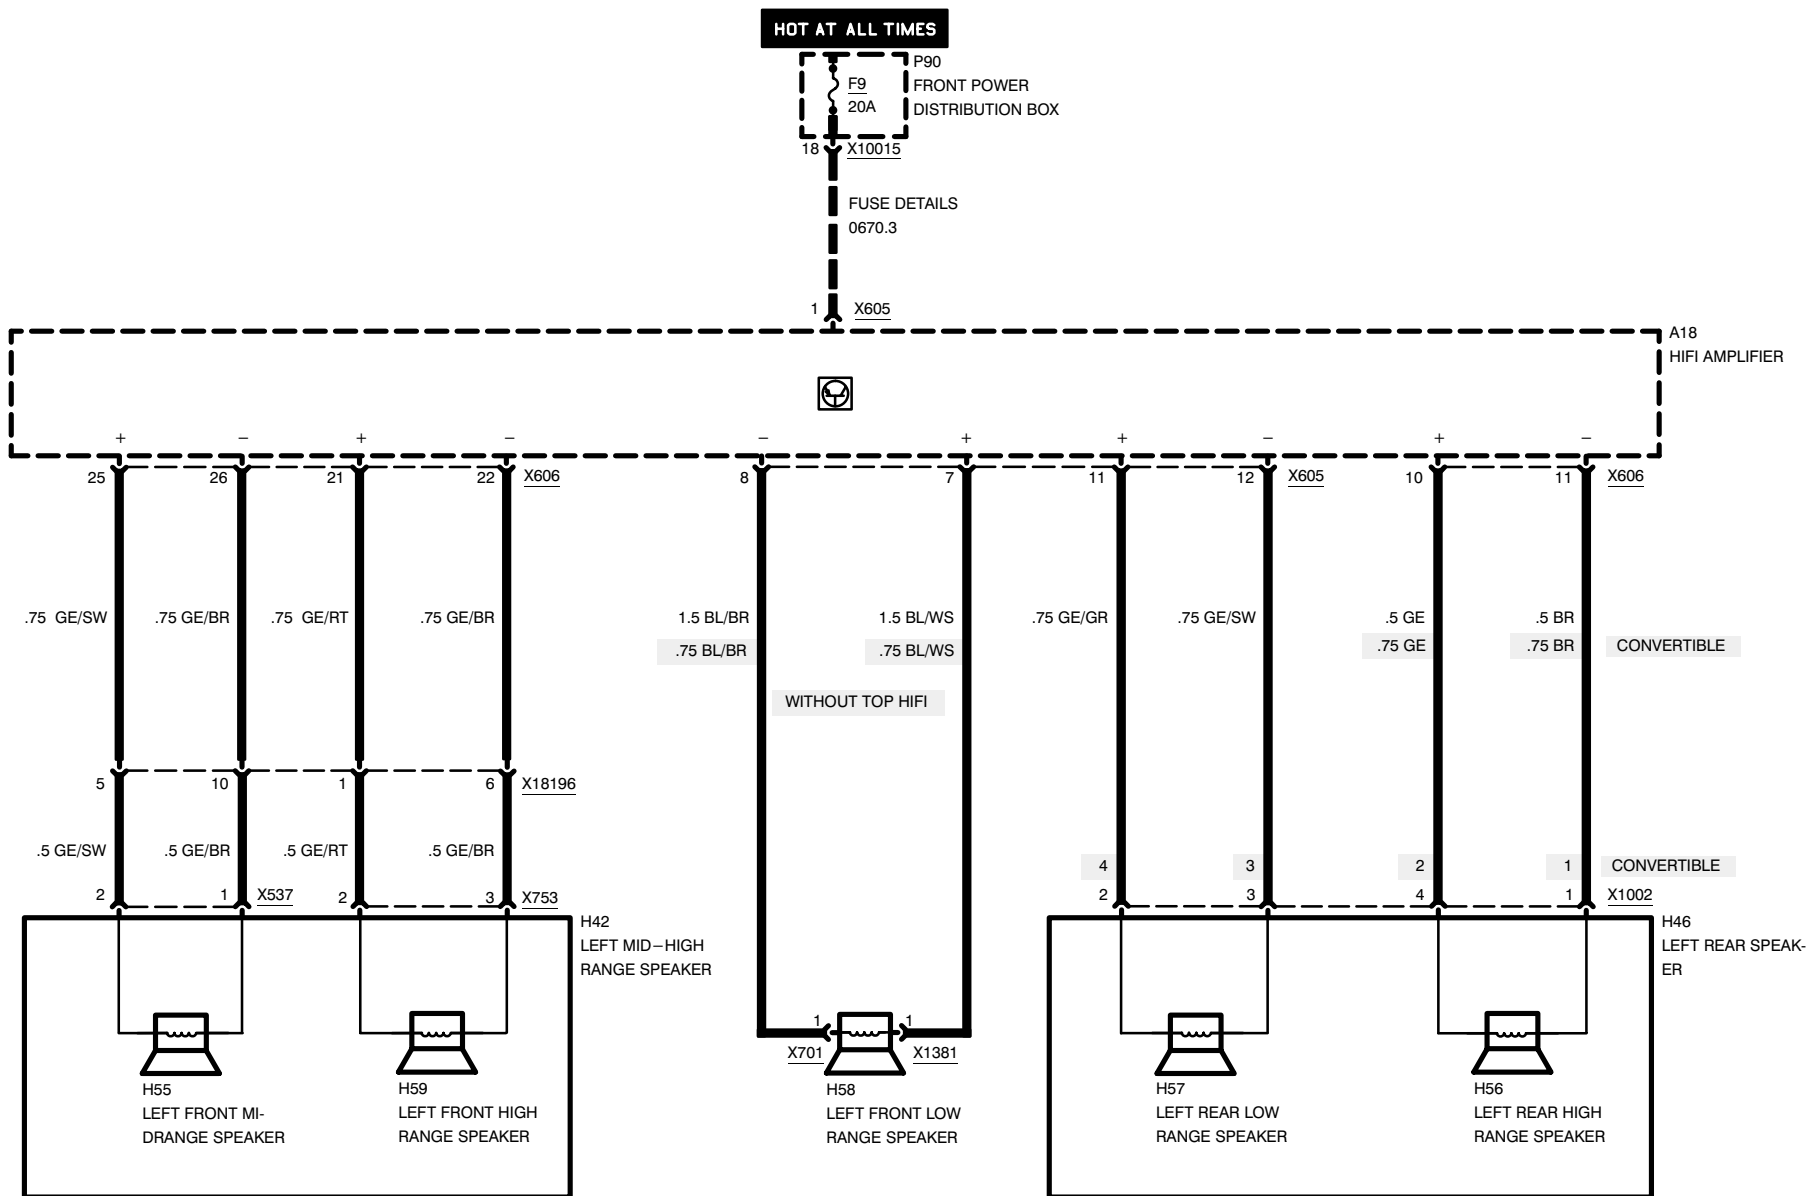 HOT AT ALL TIMES
P90
F9
FRONT POWER
20A
DISTRIBUTION BOX
18
X10015
FUSE DETAILS
0670.3
1
X605
A18
HIFI AMPLIFIER
+ − + − − + + − + −
25 26 21 22 X606 8 7 11 12 X605 10 11 X606
.75 GE/SW .75 GE/BR .75 GE/RT .75 GE/BR 1.5 BL/BR 1.5 BL/WS .75 GE/GR .75 GE/SW .5 GE .5 BR
.75 BL/BR .75 BL/WS .75 GE .75 BR CONVERTIBLE
WITHOUT TOP HIFI
5 10 1 6 X18196
.5 GE/SW .5 GE/BR .5 GE/RT .5 GE/BR
4 3 2 1 CONVERTIBLE
2 1 X537 2 3 X753 2 3 4 1 X1002
H42
LEFT MID−HIGH
RANGE SPEAKER
H46
LEFT REAR SPEAK-
ER
1 1
X701 X1381
H55
LEFT FRONT MI-
DRANGE SPEAKER
H59
LEFT FRONT HIGH
RANGE SPEAKER
H58
LEFT FRONT LOW
RANGE SPEAKER
H57
LEFT REAR LOW
RANGE SPEAKER
H56
LEFT REAR HIGH
RANGE SPEAKER